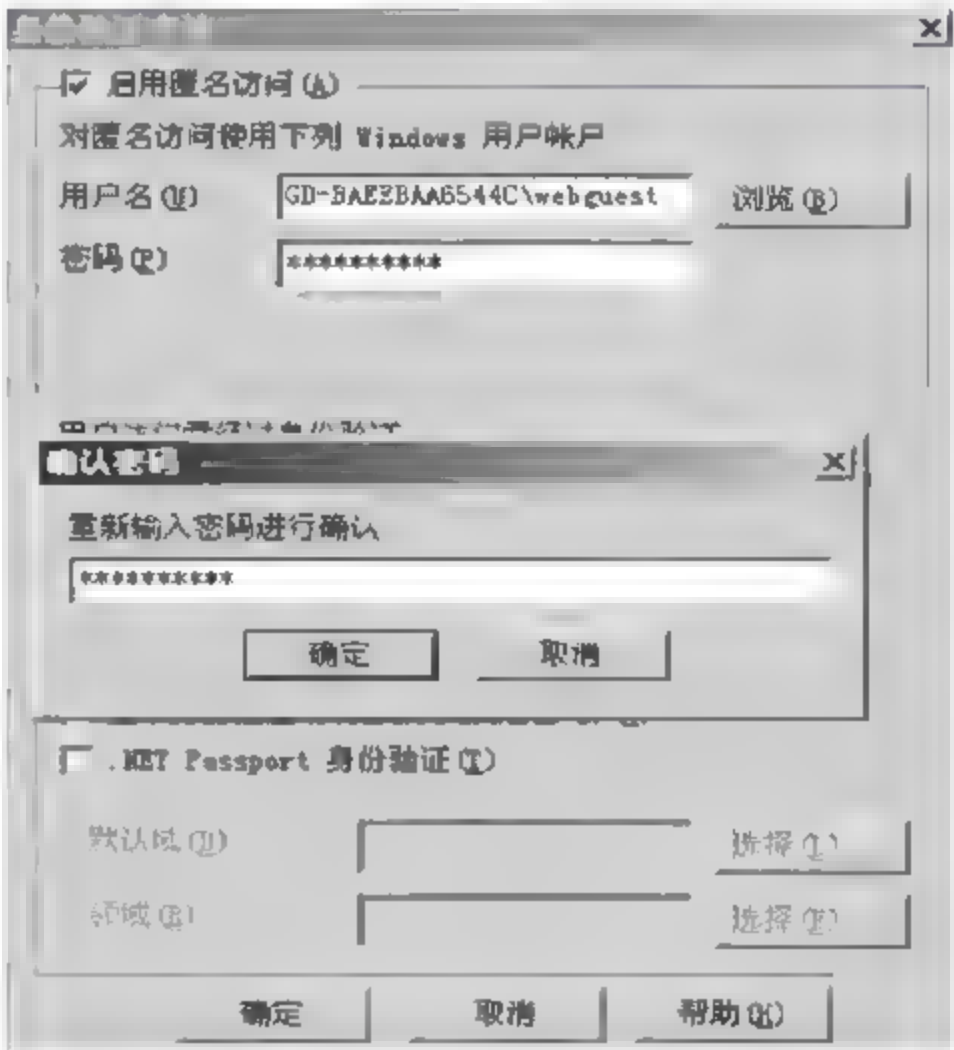 启用匿名访问(A)
对匿名访问使用下列 Windows 用户帐户
用户名(U)
GD-BAEZBAA6544C\webguest
浏览(B)
密码(P)
**********
确认密码
重新输入密码进行确认
**********
确定
取消
.NET Passport 身份验证(T)
默认域(D)
选择(L)
领域(R)
选择(E)
确定
取消
帮助(H)